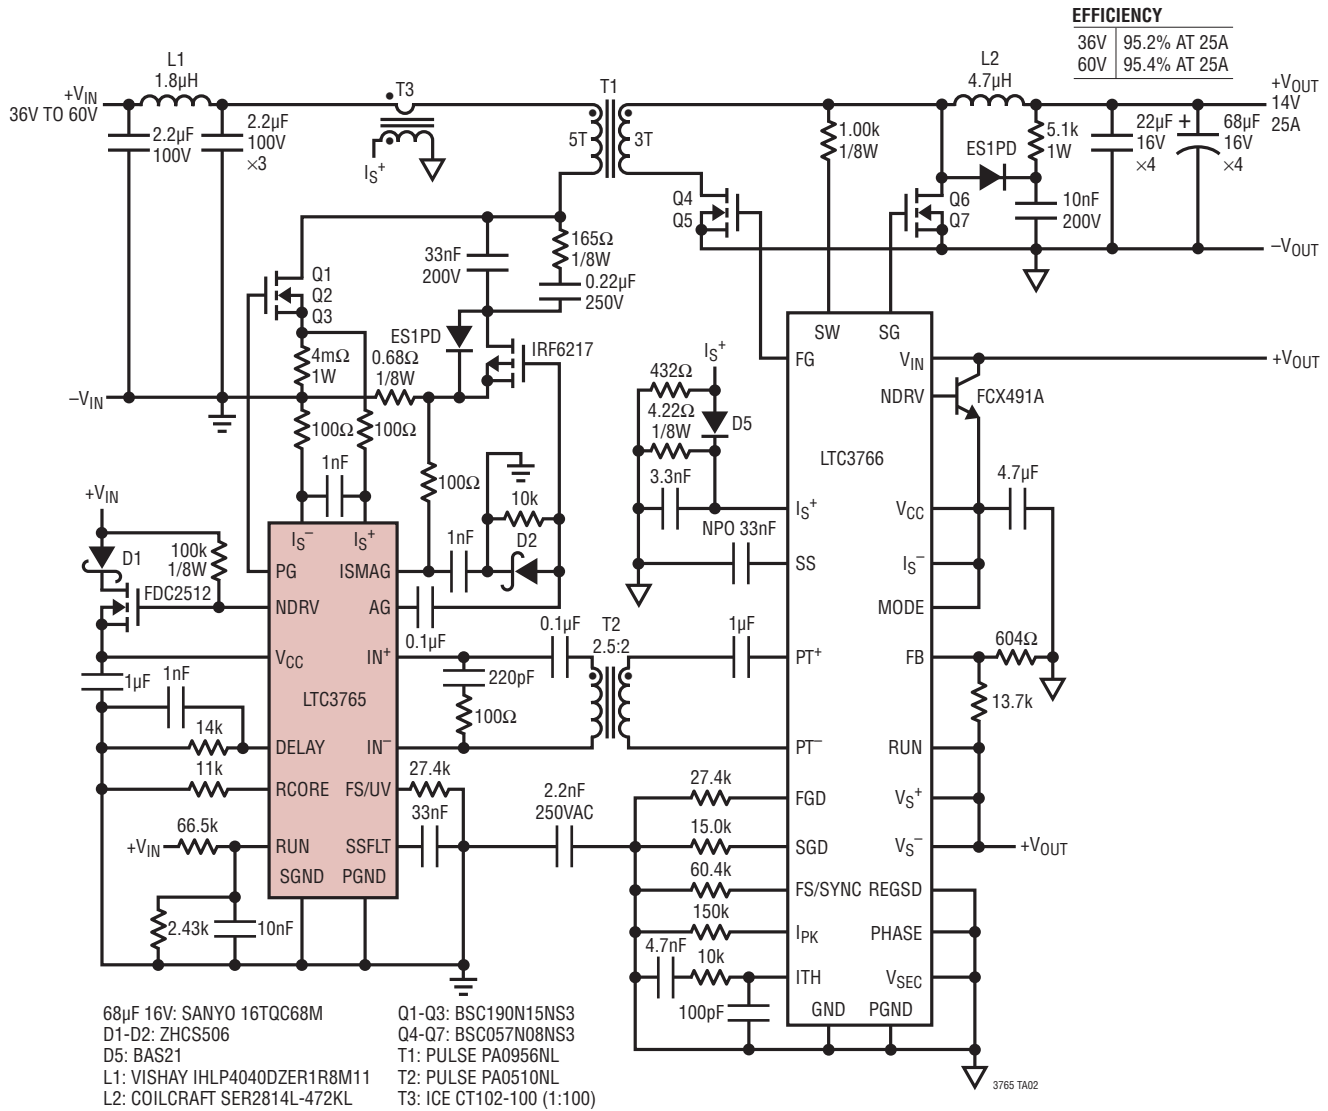 EFFICIENCY
36V 95.2% AT 25A
60V 95.4% AT 25A
L1
1.8µH
T3
T1
L2
4.7µH
+VIN
36V TO 60V
+VOUT
14V
25A
2.2µF
100V
2.2µF
100V
×3
IS+
5T
3T
1.00k
1/8W
ES1PD
5.1k
1W
22µF
16V
×4
+
68µF
16V
×4
Q4
Q5
Q6
Q7
10nF
200V
–VOUT
33nF
200V
165Ω
1/8W
0.22µF
250V
Q1
Q2
Q3
ES1PD
IRF6217
4mΩ
1W
0.68Ω
1/8W
–VIN
100Ω
100Ω
1nF
100Ω
10k
1nF
D2
SW
SG
FG
VIN
+VOUT
NDRV
FCX491A
IS+
432Ω
4.22Ω
1/8W
D5
3.3nF
NPO 33nF
LTC3766
4.7µF
IS+
VCC
SS
IS–
MODE
+VIN
D1
100k
1/8W
FDC2512
IS–
IS+
PG
ISMAG
NDRV
AG
0.1µF
VCC
IN+
LTC3765
0.1µF
T2
2.5:2
1µF
PT+
FB
604Ω
1µF
1nF
220pF
100Ω
13.7k
14k
DELAY
IN–
PT–
RUN
11k
RCORE
FS/UV
27.4k
33nF
2.2nF
250VAC
27.4k
FGD
VS+
66.5k
+VIN
RUN
SSFLT
15.0k
SGD
VS–
+VOUT
SGND
PGND
60.4k
FS/SYNC
REGSD
2.43k
10nF
150k
IPK
PHASE
4.7nF
10k
ITH
VSEC
100pF
GND
PGND
68µF 16V: SANYO 16TQC68M
D1-D2: ZHCS506
D5: BAS21
L1: VISHAY IHLP4040DZER1R8M11
L2: COILCRAFT SER2814L-472KL
Q1-Q3: BSC190N15NS3
Q4-Q7: BSC057N08NS3
T1: PULSE PA0956NL
T2: PULSE PA0510NL
T3: ICE CT102-100 (1:100)
3765 TA02